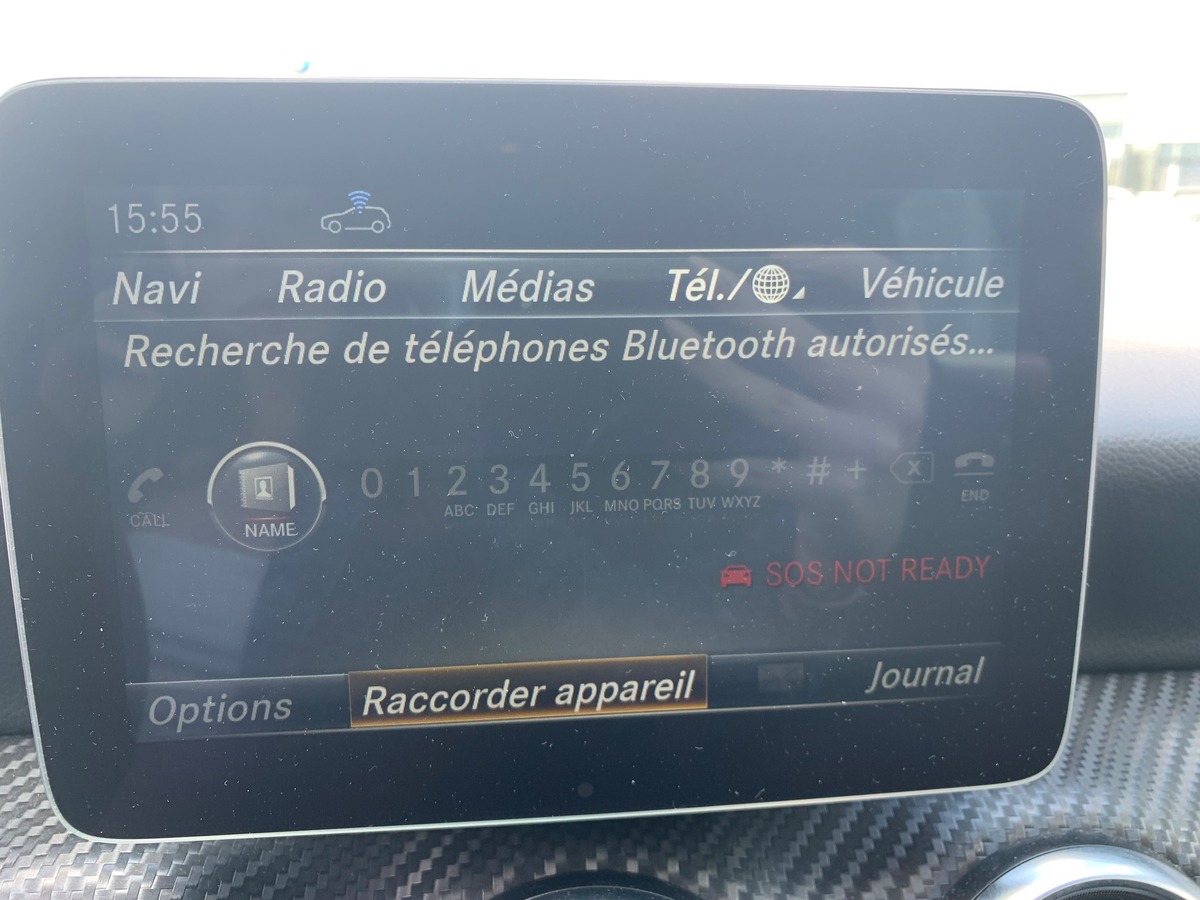 15:55
Navi Radio Médias Tél./ Véhicule
Recherche de téléphones Bluetooth autorisés...
0 1 2 3 4 5 6 7 8 9 * # + X
CALL NAME ABC DEF GHI JKL MNO PQRS TUV WXYZ END
SOS NOT READY
Options Raccorder appareil Journal